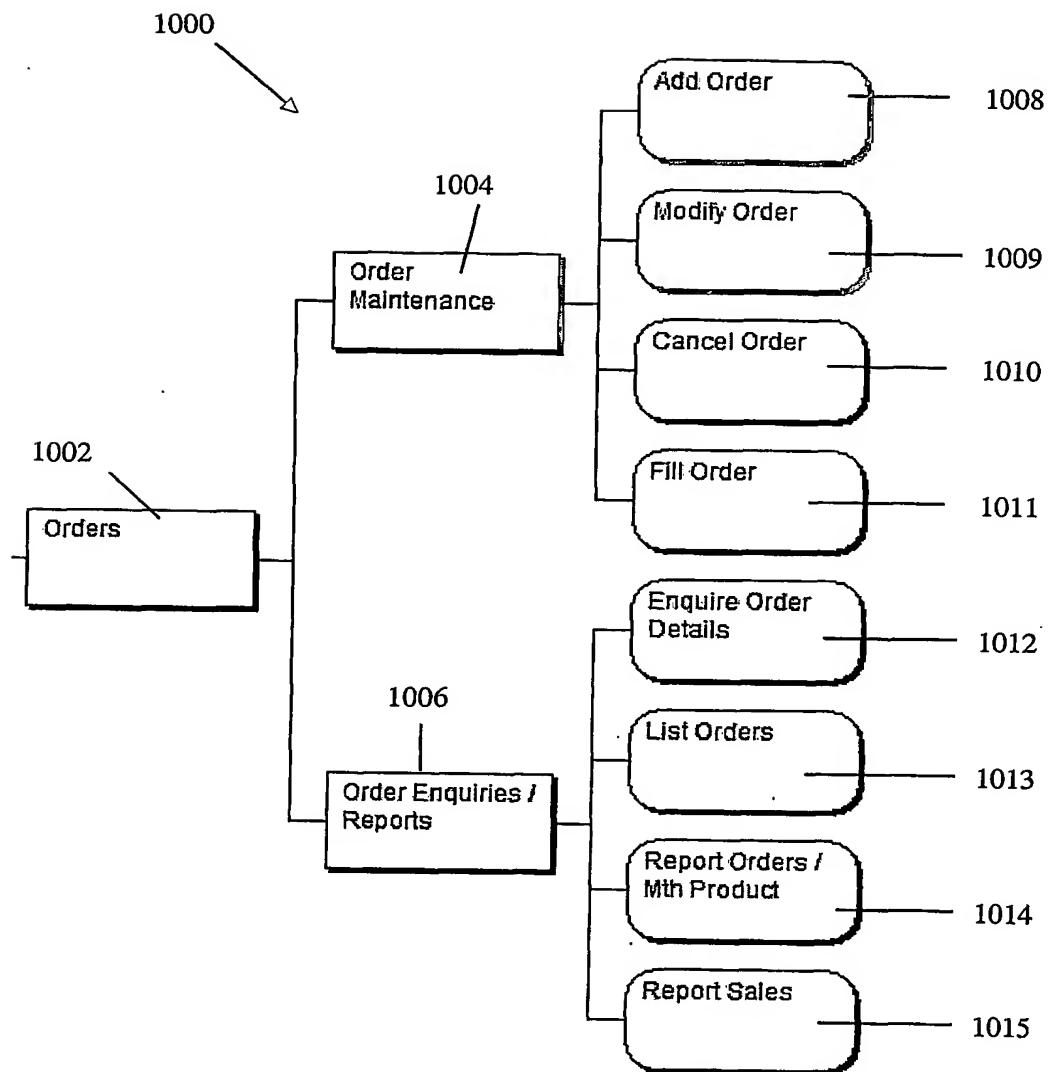 1000
Add Order
1008
1004
Modify Order
1009
Order
Maintenance
Cancel Order
1010
1002
Fill Order
1011
Orders
Enquire Order
Details
1012
1006
List Orders
1013
Order Enquiries /
Reports
Report Orders /
Mth Product
1014
Report Sales
1015